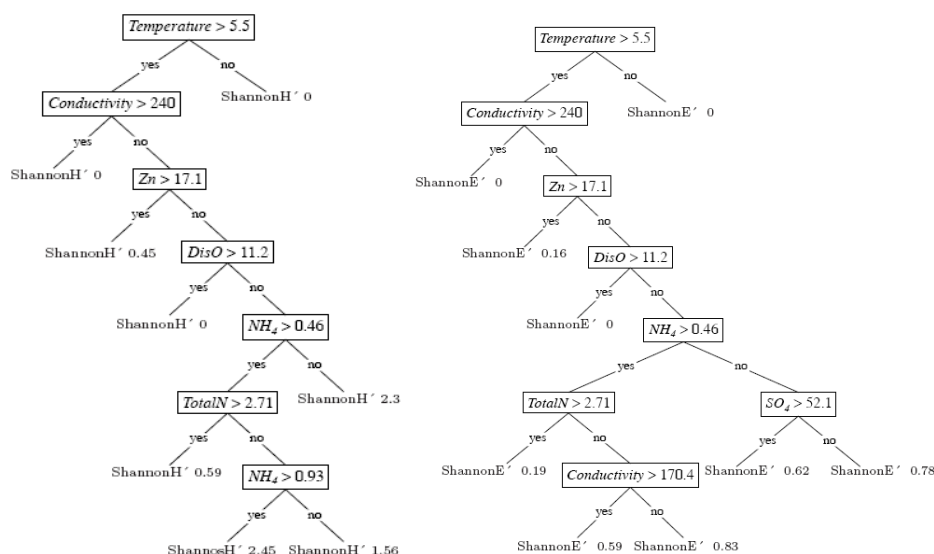 Temperature > 5.5
yes no
ShannonH´ 0
Conductivity > 240
yes no
ShannonH´ 0
Zn > 17.1
yes no
ShannonH´ 0.45
DisO > 11.2
yes no
ShannonH´ 0
NH4 > 0.46
yes no
TotalN > 2.71
ShannonH´ 2.3
yes no
ShannonH´ 0.59
NH4 > 0.93
yes no
ShannosH´ 2.45 ShannosH´ 1.56
Temperature > 5.5
yes no
ShannonE´ 0
Conductivity > 240
yes no
ShannonE´ 0
Zn > 17.1
yes no
ShannonE´ 0.16
DisO > 11.2
yes no
ShannonE´ 0
NH4 > 0.46
yes no
TotalN > 2.71 SO4 > 52.1
yes no yes no
ShannonE´ 0.19 ShannonE´ 0.62 ShannonE´ 0.78
Conductivity > 170.4
yes no
ShannonE´ 0.59 ShannonE´ 0.83